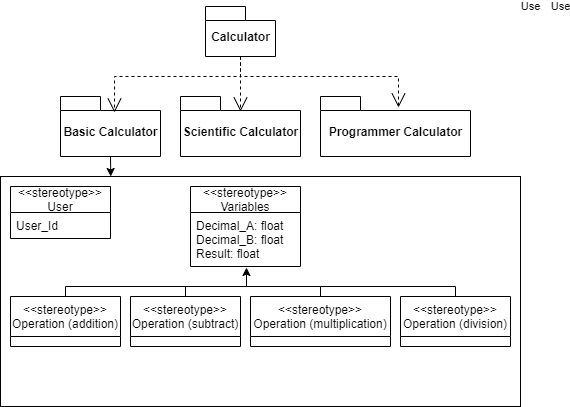 Use Use
Calculator
Basic Calculator
Scientific Calculator
Programmer Calculator
<<stereotype>>
User
User_Id
<<stereotype>>
Variables
Decimal_A: float
Decimal_B: float
Result: float
<<stereotype>>
Operation (addition)
<<stereotype>>
Operation (subtract)
<<stereotype>>
Operation (multiplication)
<<stereotype>>
Operation (division)